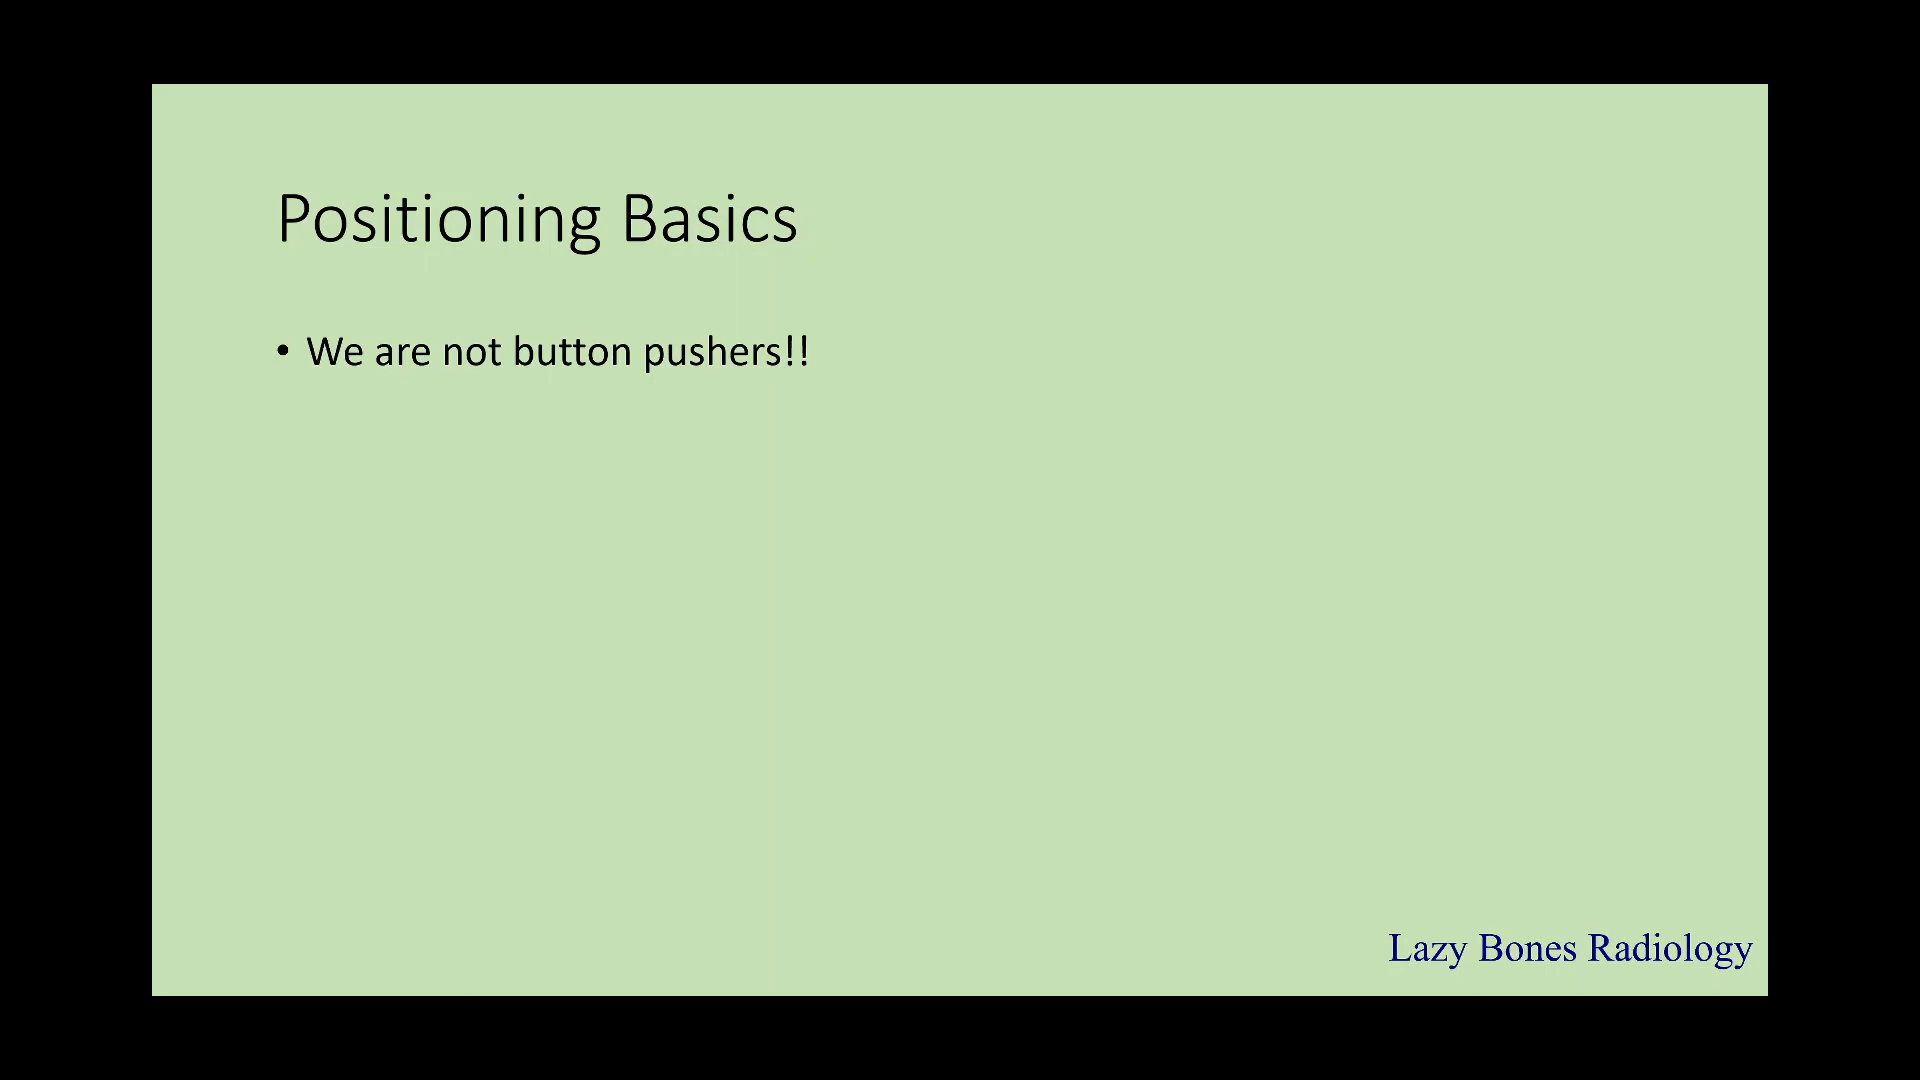 Positioning Basics
• We are not button pushers!!
Lazy Bones Radiology